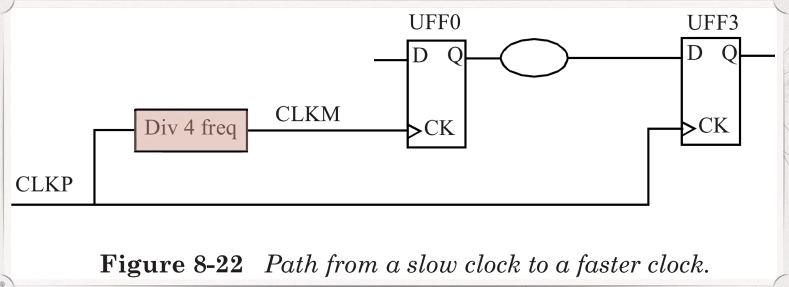 UFF0
UFF3
D Q
D Q
Div 4 freq
CLKM
CK
CK
CLKP
Figure 8-22 Path from a slow clock to a faster clock.